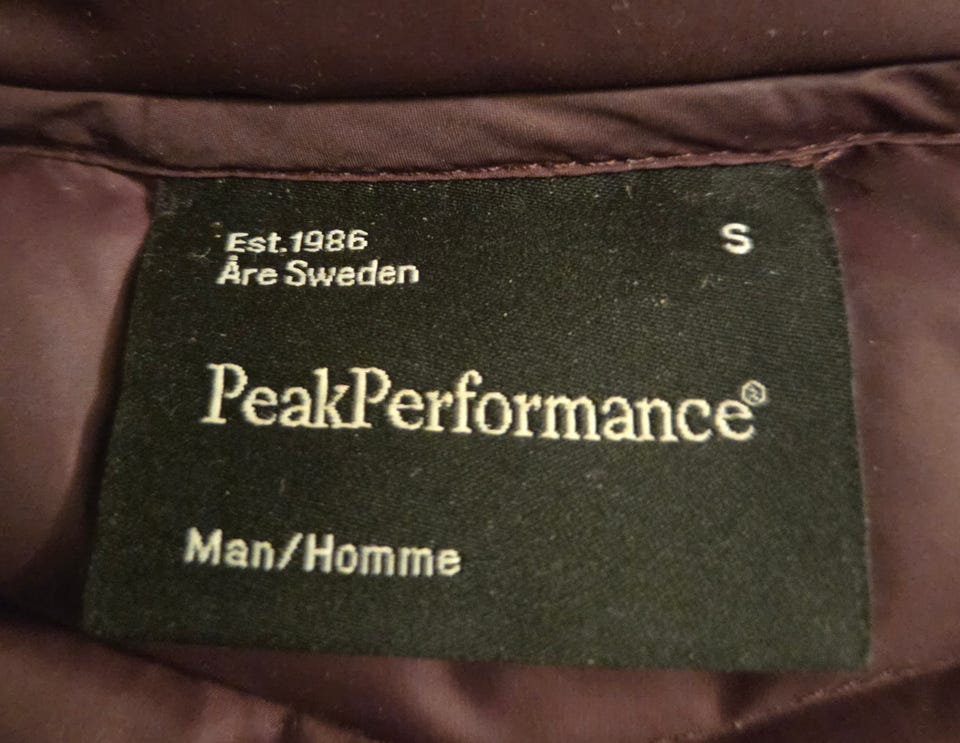 Est.1986
Åre Sweden
S
PeakPerformance®
Man/Homme